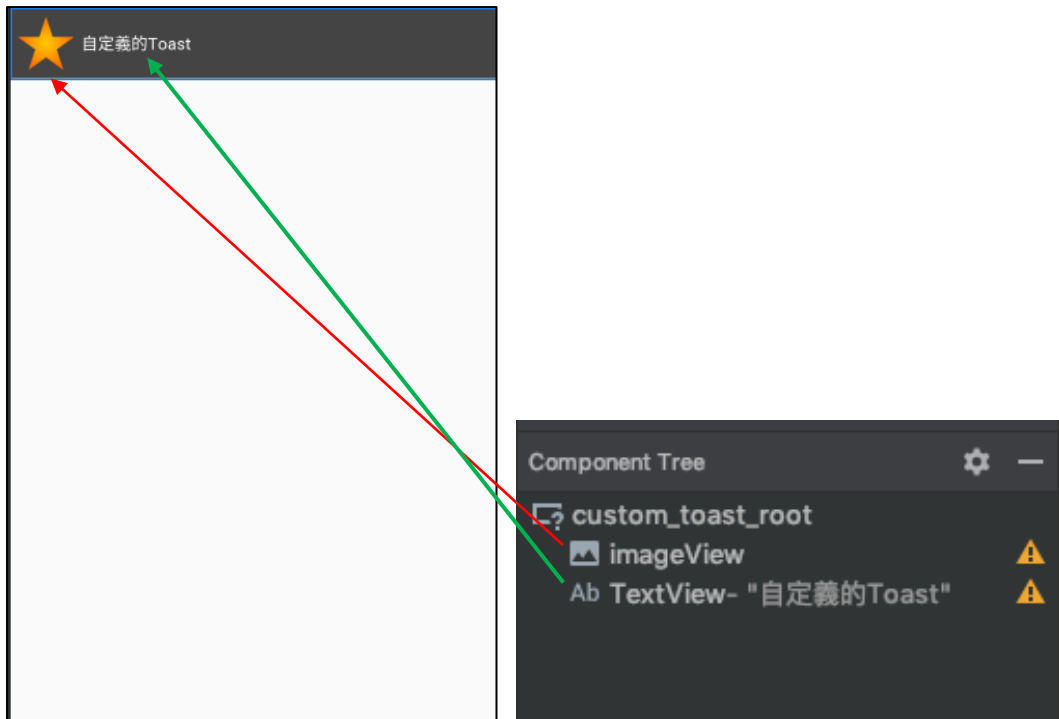 自定義的Toast
Component Tree
custom_toast_root
imageView
Ab TextView- "自定義的Toast"